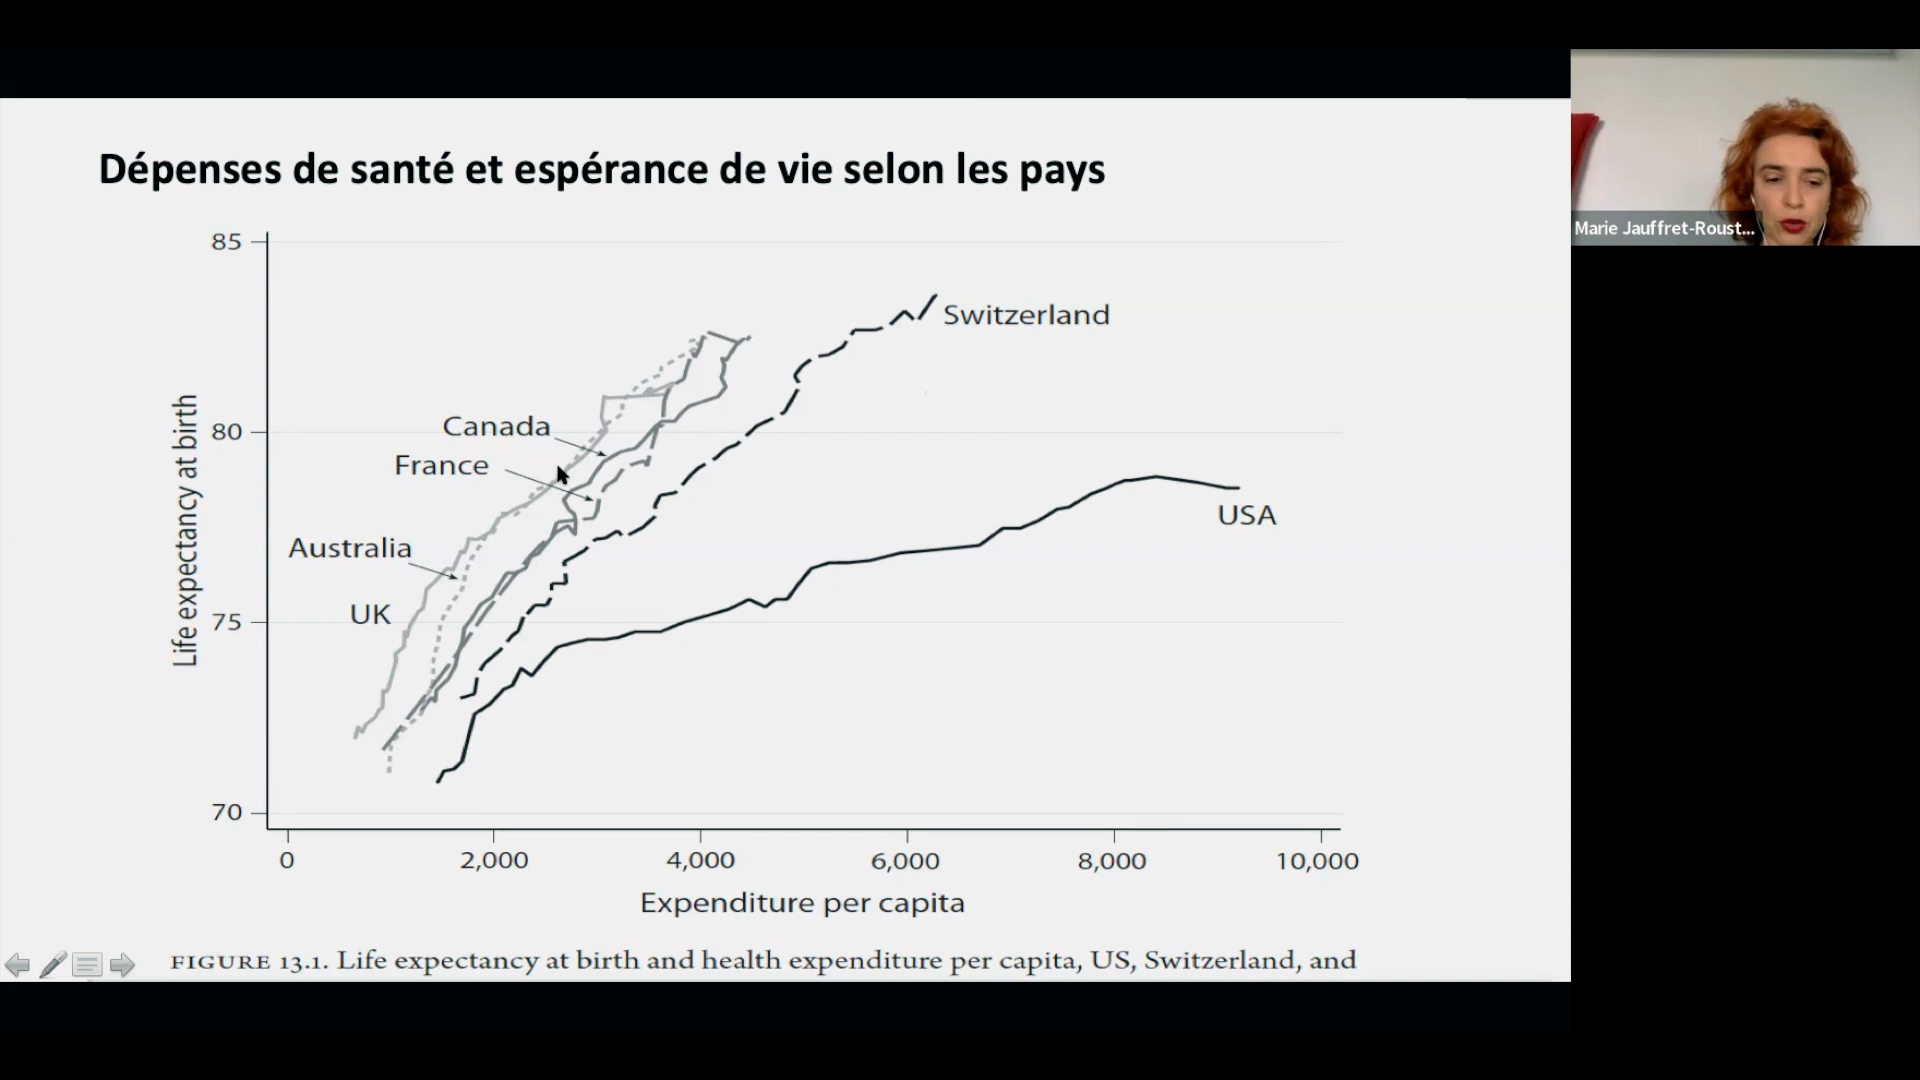 Dépenses de santé et espérance de vie selon les pays
Marie Jauffret-Roust...
85
80
75
70
Life expectancy at birth
Switzerland
Canada
France
Australia
UK
USA
0 2,000 4,000 6,000 8,000 10,000
Expenditure per capita
FIGURE 13.1. Life expectancy at birth and health expenditure per capita, US, Switzerland, and